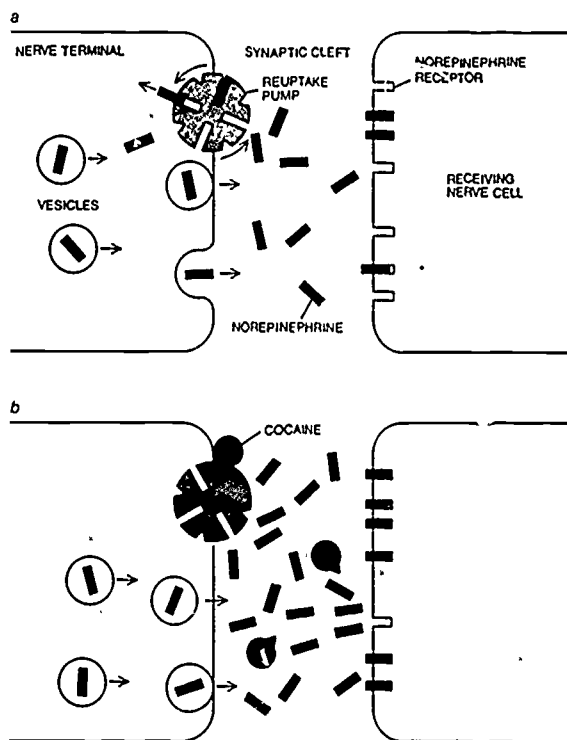 a
NERVE TERMINAL
SYNAPTIC CLEFT
NOREPINEPHRINE
RECEPTOR
REUPTAKE
PUMP
VESICLES
RECEIVING
NERVE CELL
NOREPINEPHRINE
b
COCAINE